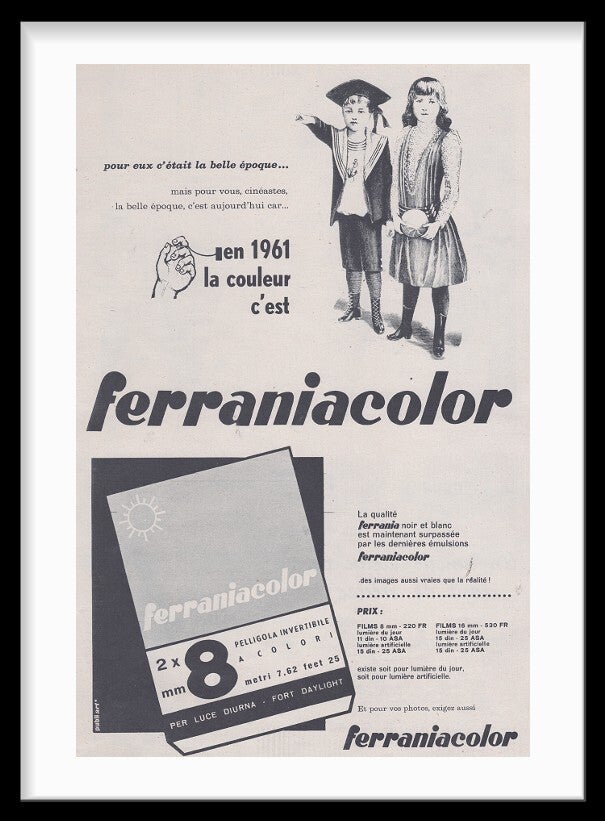 pour eux c'était la belle époque...
mais pour vous, cinéastes,
la belle époque, c'est aujourd'hui car...
en 1961
la couleur
c'est
ferraniacolor
ferraniacolor
2 x 8 mm
PELLIGOLA INVERTIBILE
A COLORI
metri 7.62 feet 25
PER LUCE DIURNA - FORT DAYLIGHT
publi.serv.
La qualité
ferrania noir et blanc
est maintenant surpassée
par les dernières émulsions
ferraniacolor
..des images aussi vraies que la réalité !
PRIX :
FILMS 8 mm - 220 FR
lumière du jour
11 din - 10 ASA
lumière artificielle
15 din - 25 ASA
FILMS 16 mm - 530 FR
lumière du jour
15 din - 25 ASA
lumière artificielle
15 din - 25 ASA
existe soit pour lumière du jour,
soit pour lumière artificielle.
Et pour vos photos, exigez aussi
ferraniacolor